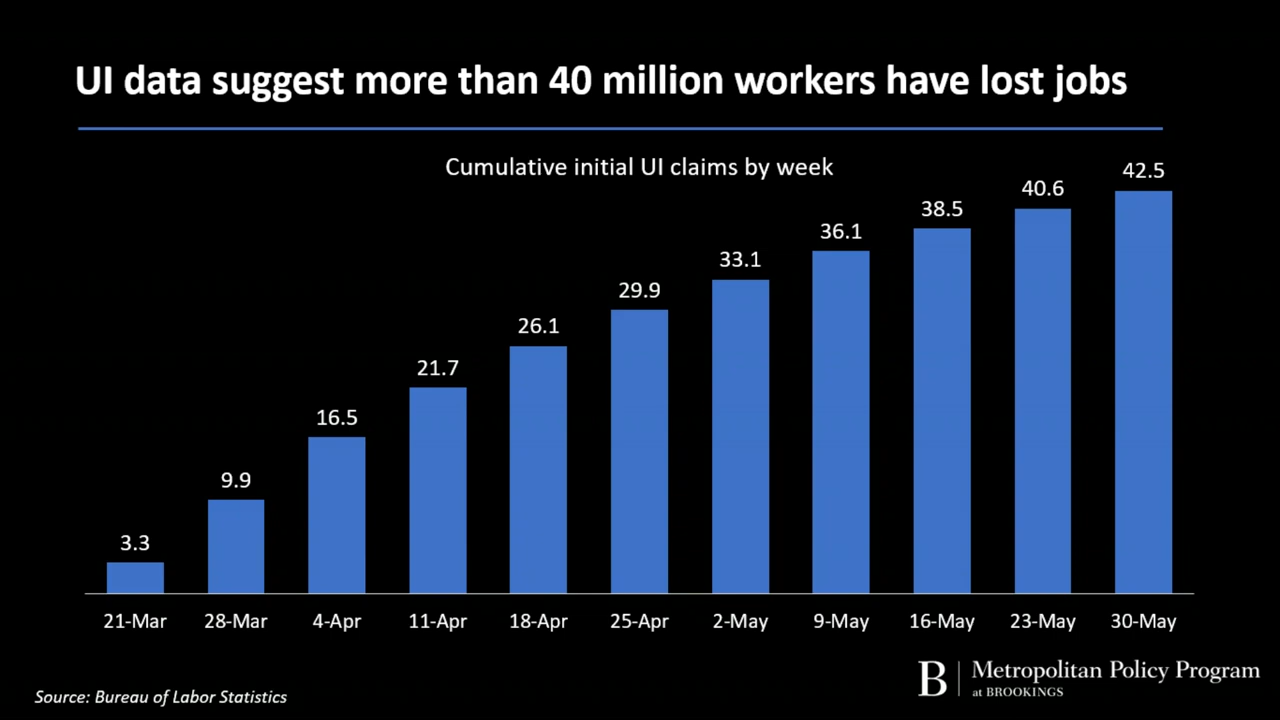 UI data suggest more than 40 million workers have lost jobs
Cumulative initial UI claims by week
3.3
9.9
16.5
21.7
26.1
29.9
33.1
36.1
38.5
40.6
42.5
21-Mar
28-Mar
4-Apr
11-Apr
18-Apr
25-Apr
2-May
9-May
16-May
23-May
30-May
Source: Bureau of Labor Statistics
B
Metropolitan Policy Program
at BROOKINGS